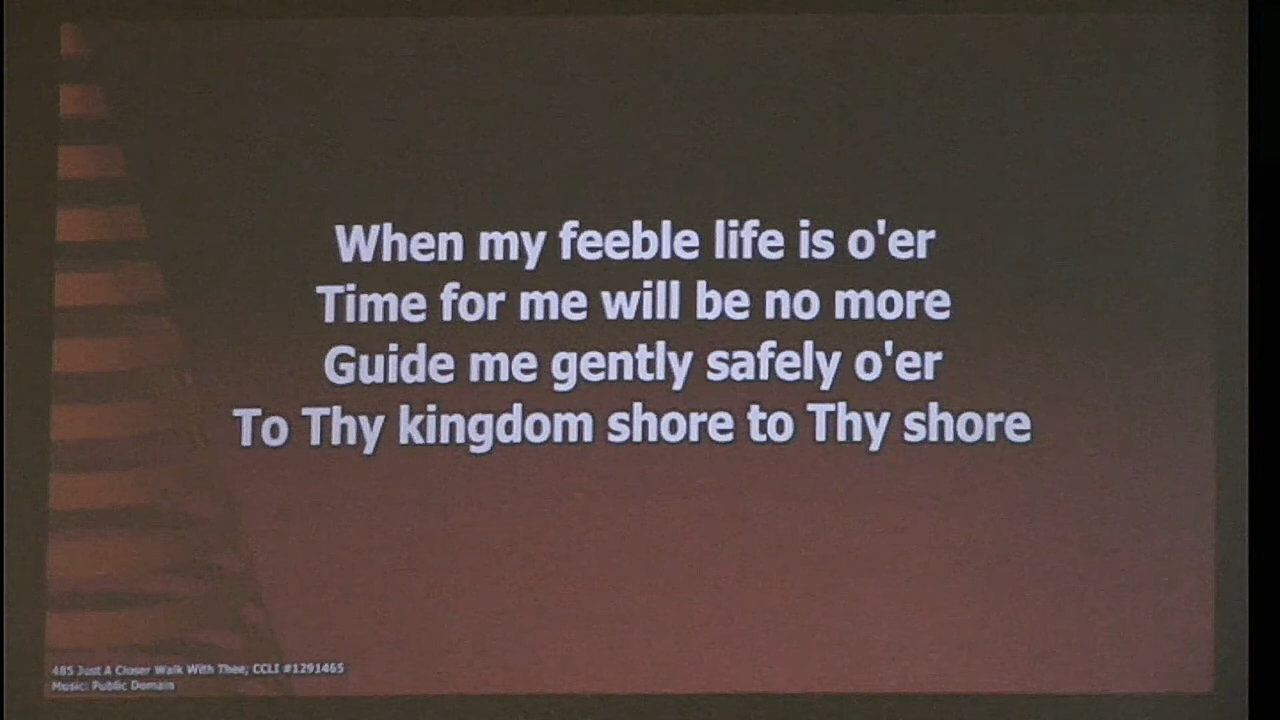 When my feeble life is o'er
Time for me will be no more
Guide me gently safely o'er
To Thy kingdom shore to Thy shore
485 Just A Closer Walk With Thee; CCLI #1291465
Music: Public Domain